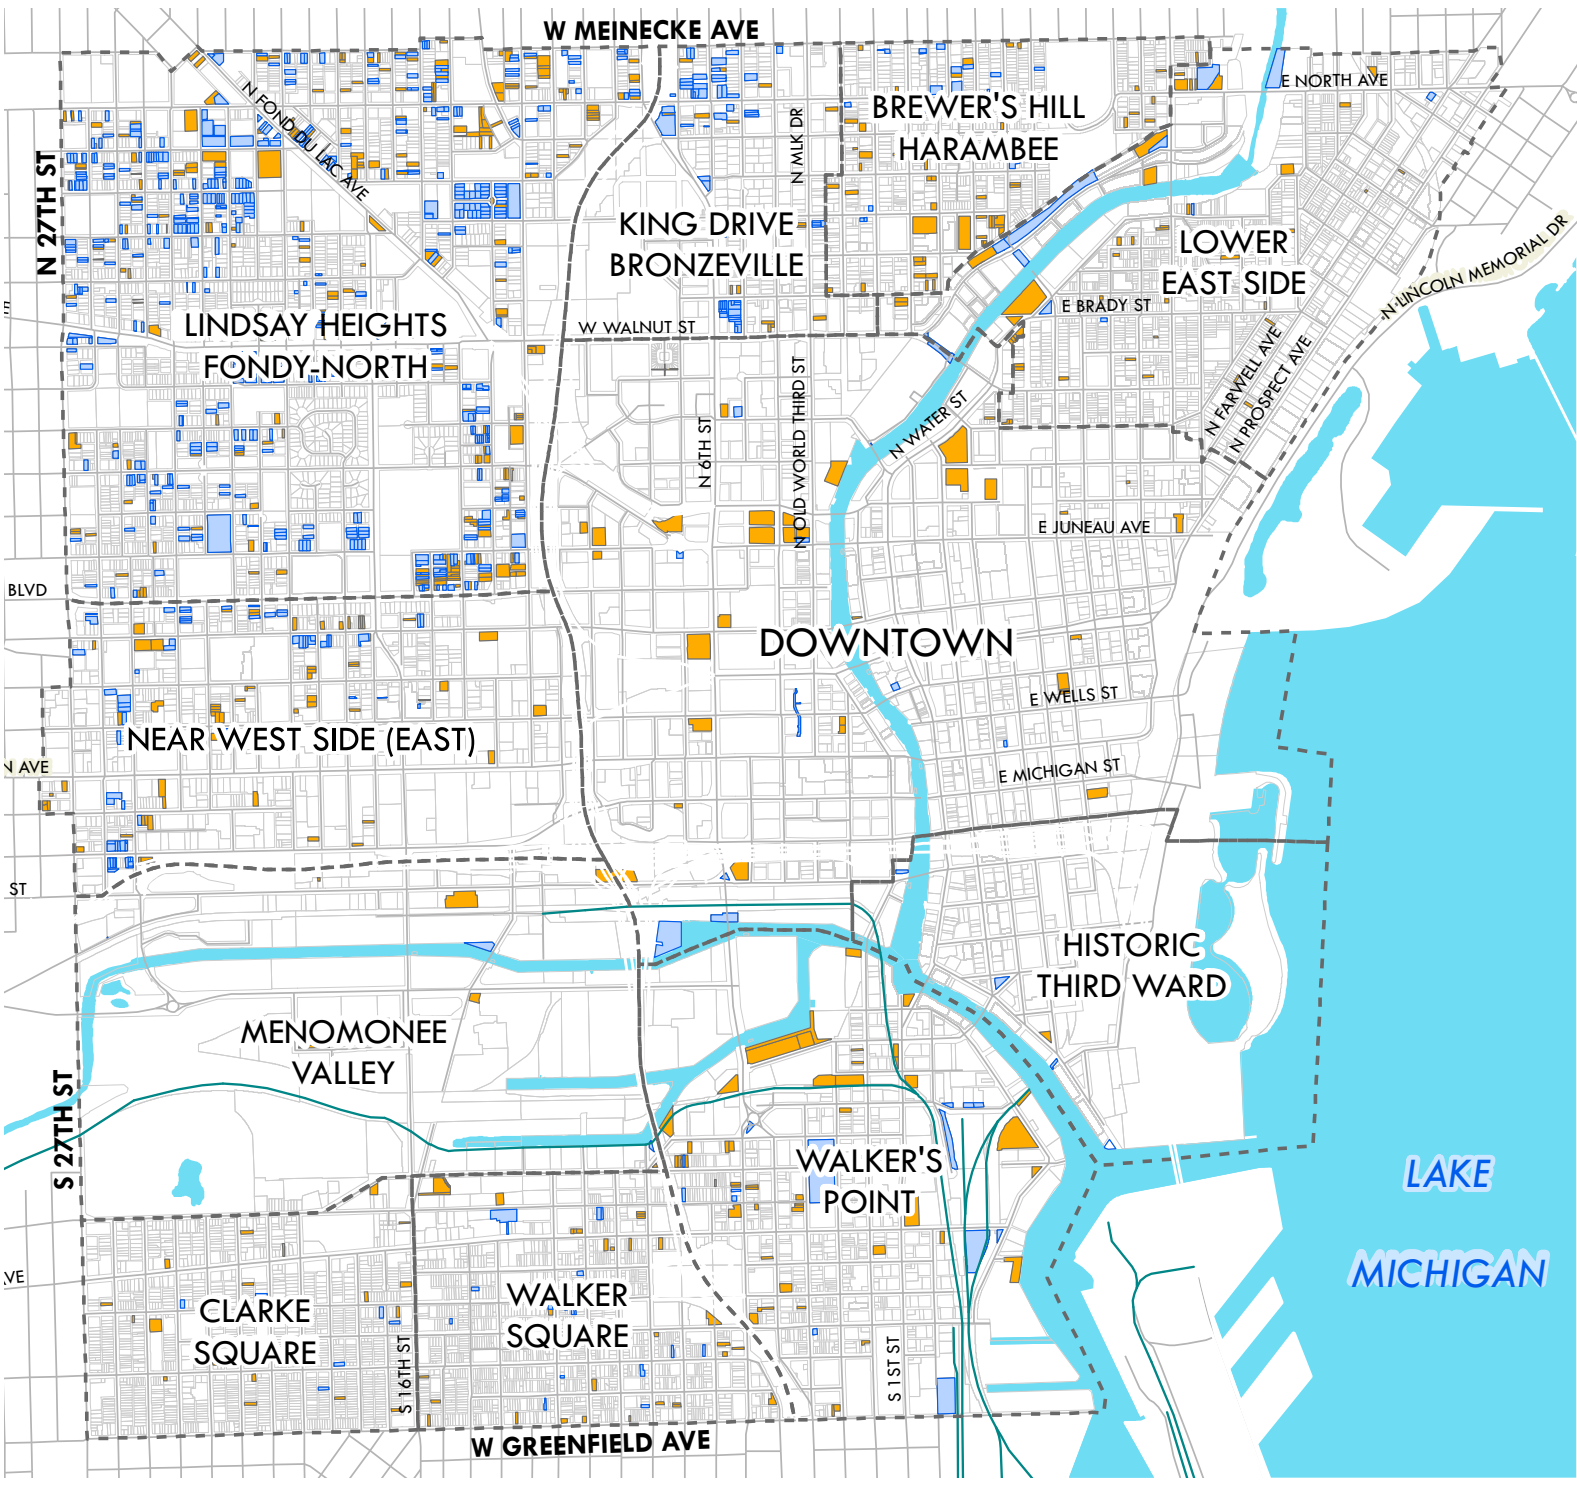 W MEINECKE AVE
E NORTH AVE
N FOND DU LAC AVE
BREWER'S HILL
HARAMBEE
N MLK DR
N 27TH ST
KING DRIVE
BRONZEVILLE
LOWER
EAST SIDE
N LINCOLN MEMORIAL DR
E BRADY ST
LINDSAY HEIGHTS
FONDY-NORTH
W WALNUT ST
N FARWELL AVE
N PROSPECT AVE
N OLD WORLD THIRD ST
N 6TH ST
N WATER ST
E JUNEAU AVE
BLVD
DOWNTOWN
E WELLS ST
NEAR WEST SIDE (EAST)
N AVE
E MICHIGAN ST
ST
HISTORIC
THIRD WARD
MENOMONEE
VALLEY
S 27TH ST
WALKER'S
POINT
LAKE
MICHIGAN
VE
CLARKE
SQUARE
WALKER
SQUARE
S 16TH ST
S 1ST ST
W GREENFIELD AVE